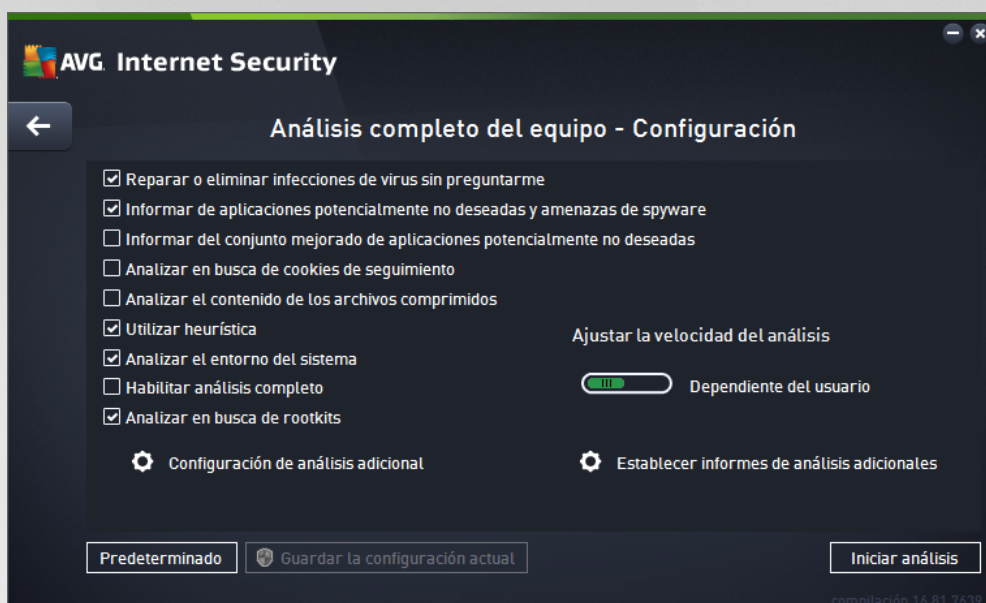 AVG. Internet Security
Análisis completo del equipo - Configuración
Reparar o eliminar infecciones de virus sin preguntarme
Informar de aplicaciones potencialmente no deseadas y amenazas de spyware
Informar del conjunto mejorado de aplicaciones potencialmente no deseadas
Analizar en busca de cookies de seguimiento
Analizar el contenido de los archivos comprimidos
Utilizar heurística
Analizar el entorno del sistema
Habilitar análisis completo
Analizar en busca de rootkits
Ajustar la velocidad del análisis
Dependiente del usuario
Configuración de análisis adicional
Establecer informes de análisis adicionales
Predeterminado
Guardar la configuración actual
Iniciar análisis
compilación 16.81.7639